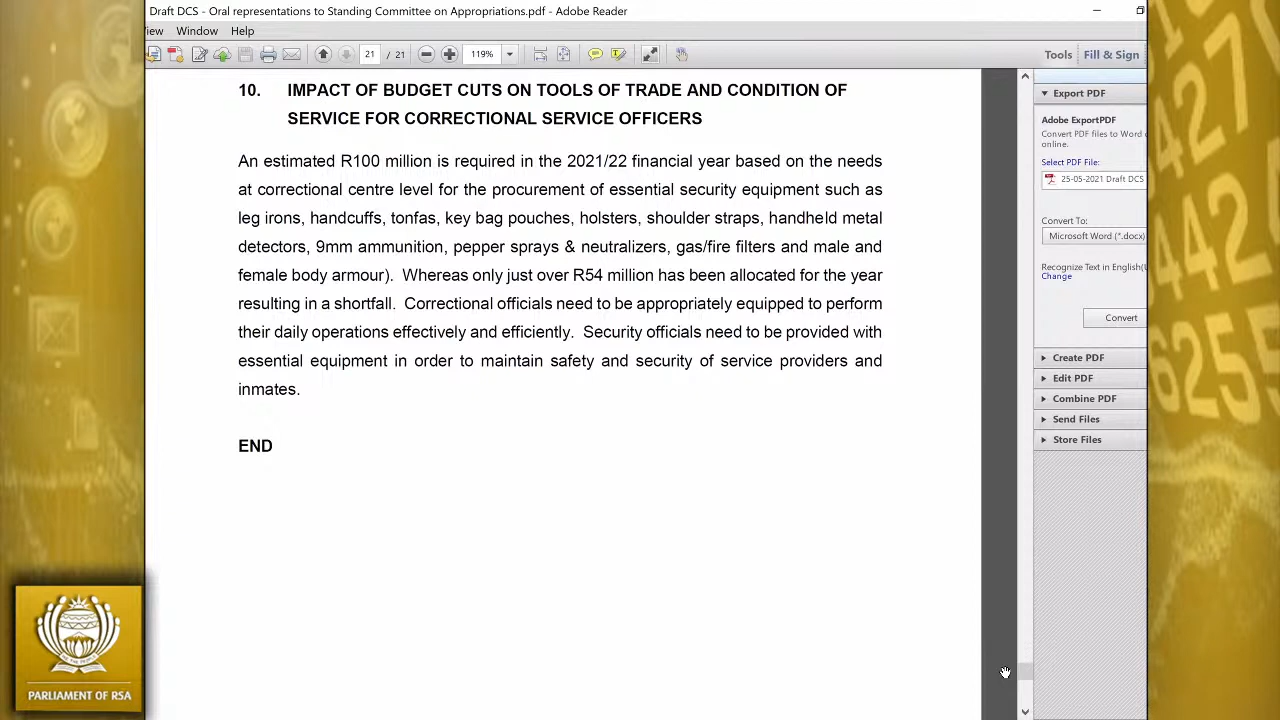 Draft DCS - Oral representations to Standing Committee on Appropriations.pdf - Adobe Reader
View Window Help
21 / 21 119% Tools Fill & Sign
10. IMPACT OF BUDGET CUTS ON TOOLS OF TRADE AND CONDITION OF
SERVICE FOR CORRECTIONAL SERVICE OFFICERS
An estimated R100 million is required in the 2021/22 financial year based on the needs
at correctional centre level for the procurement of essential security equipment such as
leg irons, handcuffs, tonfas, key bag pouches, holsters, shoulder straps, handheld metal
detectors, 9mm ammunition, pepper sprays & neutralizers, gas/fire filters and male and
female body armour). Whereas only just over R54 million has been allocated for the year
resulting in a shortfall. Correctional officials need to be appropriately equipped to perform
their daily operations effectively and efficiently. Security officials need to be provided with
essential equipment in order to maintain safety and security of service providers and
inmates.
END
Export PDF
Adobe ExportPDF
Convert PDF files to Word
online.
Select PDF File:
25-05-2021 Draft DCS
Convert To:
Microsoft Word (*.docx)
Recognize Text in English(
Change
Convert
Create PDF
Edit PDF
Combine PDF
Send Files
Store Files
PARLIAMENT OF RSA